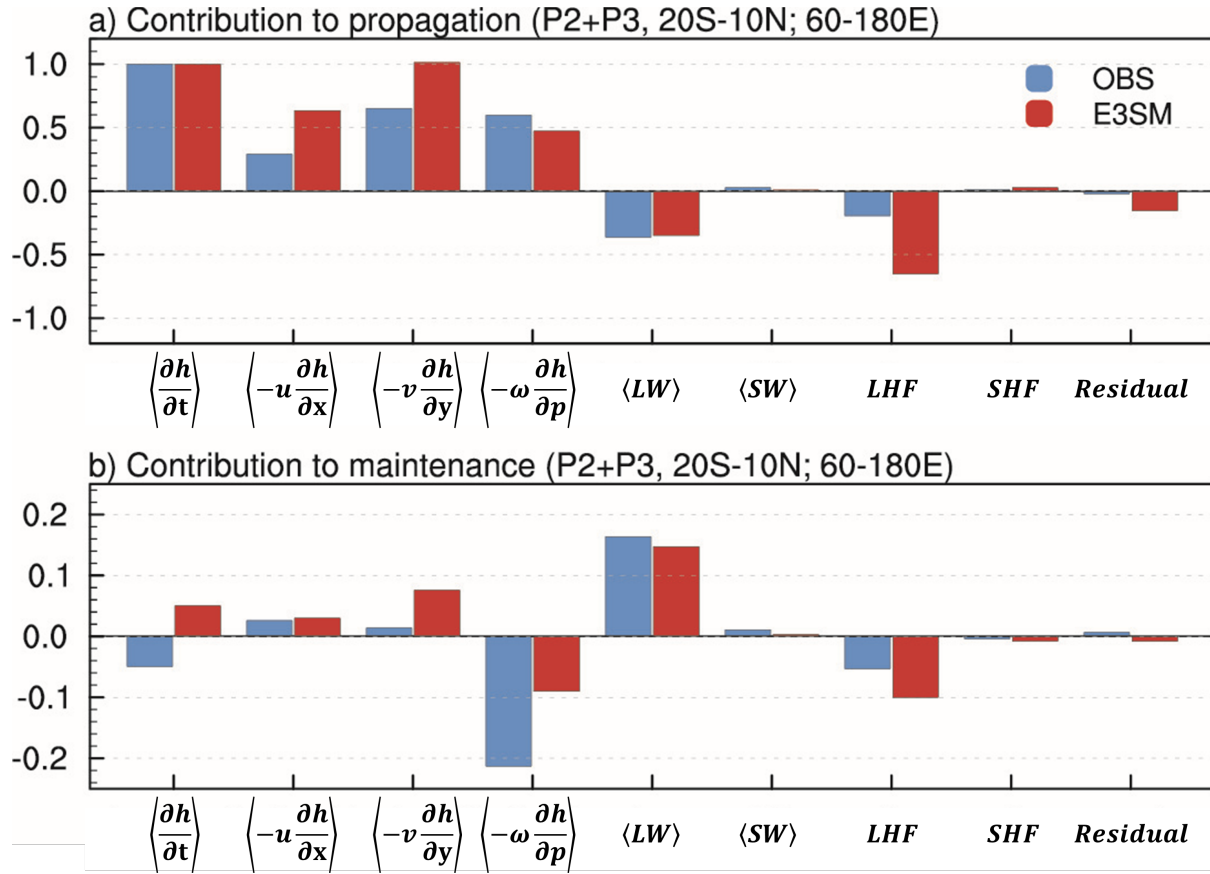 a) Contribution to propagation (P2+P3, 20S-10N; 60-180E)
1.0
0.5
0.0
-0.5
-1.0
OBS
E3SM
⟨∂h/∂t⟩ ⟨−u ∂h/∂x⟩ ⟨−v ∂h/∂y⟩ ⟨−ω ∂h/∂p⟩ ⟨LW⟩ ⟨SW⟩ LHF SHF Residual
b) Contribution to maintenance (P2+P3, 20S-10N; 60-180E)
0.2
0.1
0.0
-0.1
-0.2
⟨∂h/∂t⟩ ⟨−u ∂h/∂x⟩ ⟨−v ∂h/∂y⟩ ⟨−ω ∂h/∂p⟩ ⟨LW⟩ ⟨SW⟩ LHF SHF Residual